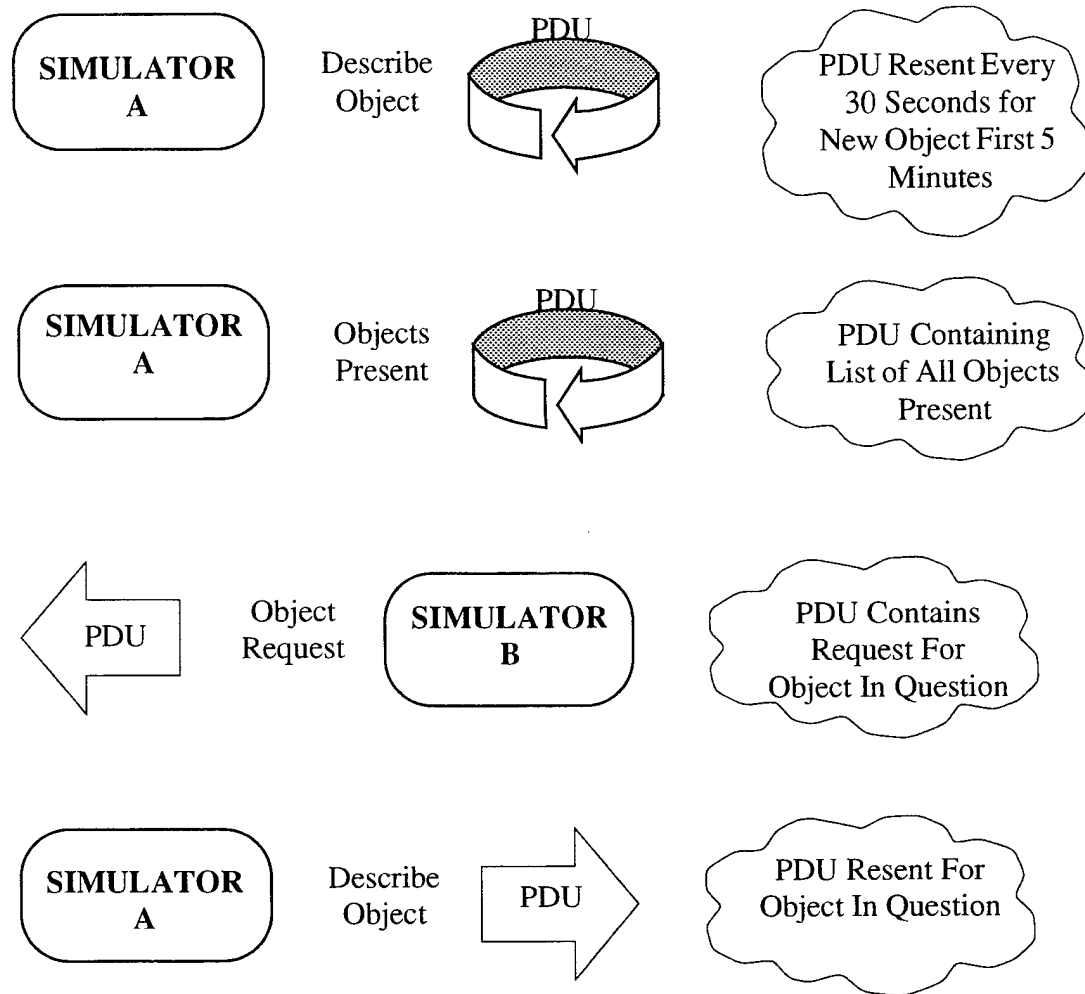 SIMULATOR
A
Describe
Object
PDU
PDU Resent Every
30 Seconds for
New Object First 5
Minutes
SIMULATOR
A
Objects
Present
PDU
PDU Containing
List of All Objects
Present
PDU
Object
Request
SIMULATOR
B
PDU Contains
Request For
Object In Question
SIMULATOR
A
Describe
Object
PDU
PDU Resent For
Object In Question